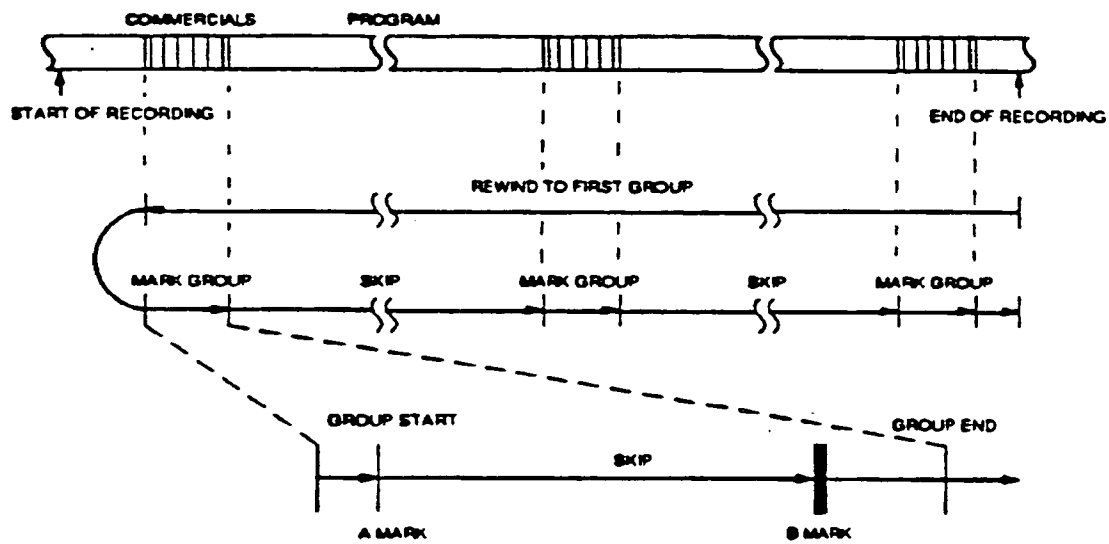 COMMERCIALS PROGRAM
START OF RECORDING END OF RECORDING
REWIND TO FIRST GROUP
MARK GROUP SKIP MARK GROUP SKIP MARK GROUP
GROUP START GROUP END
SKIP
A MARK B MARK